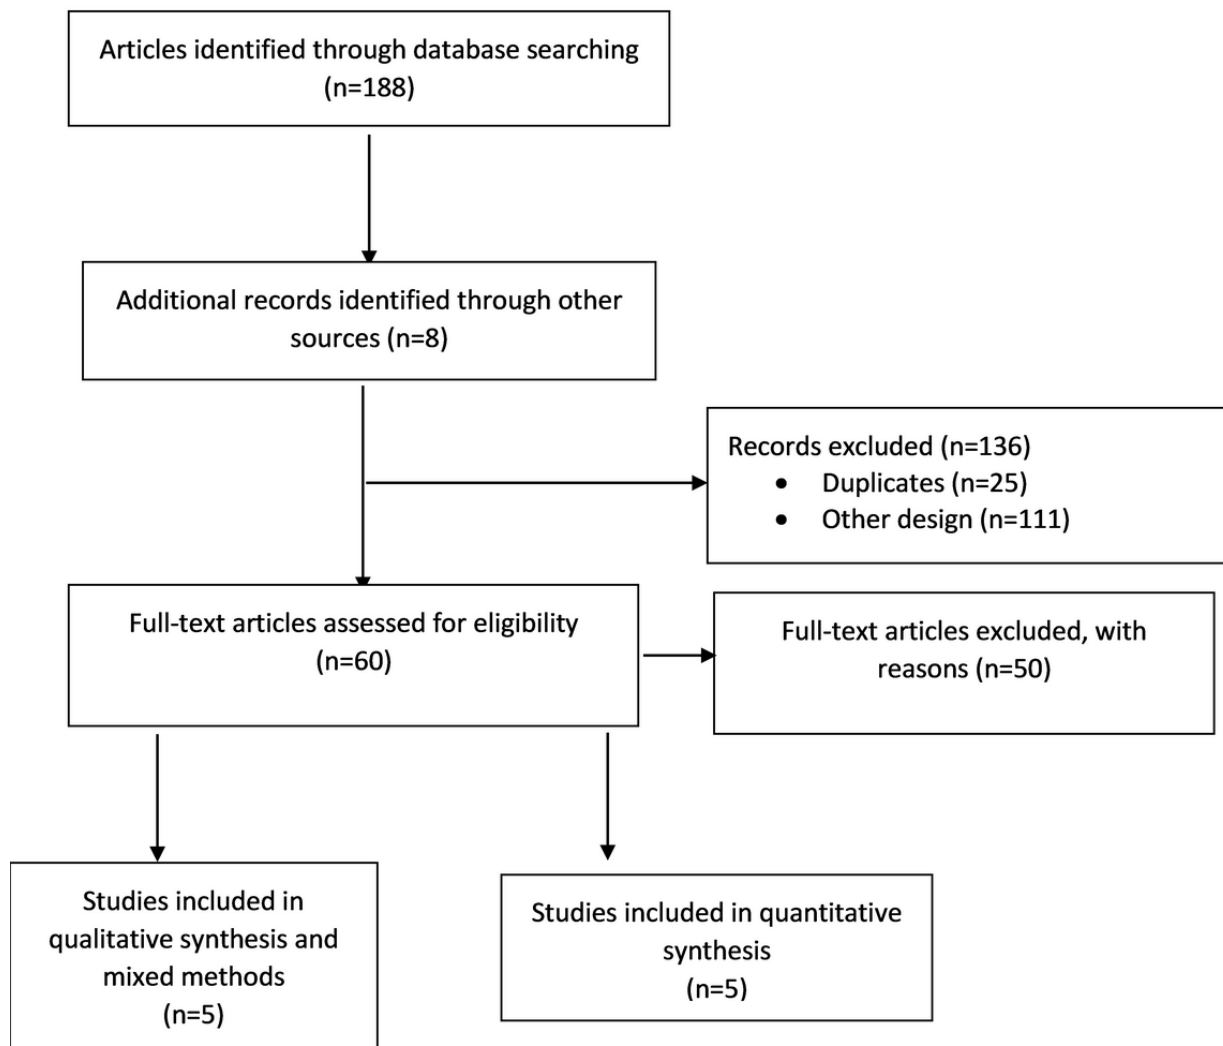 Articles identified through database searching
(n=188)
Additional records identified through other
sources (n=8)
Records excluded (n=136)
• Duplicates (n=25)
• Other design (n=111)
Full-text articles assessed for eligibility
(n=60)
Full-text articles excluded, with
reasons (n=50)
Studies included in
qualitative synthesis and
mixed methods
(n=5)
Studies included in quantitative
synthesis
(n=5)